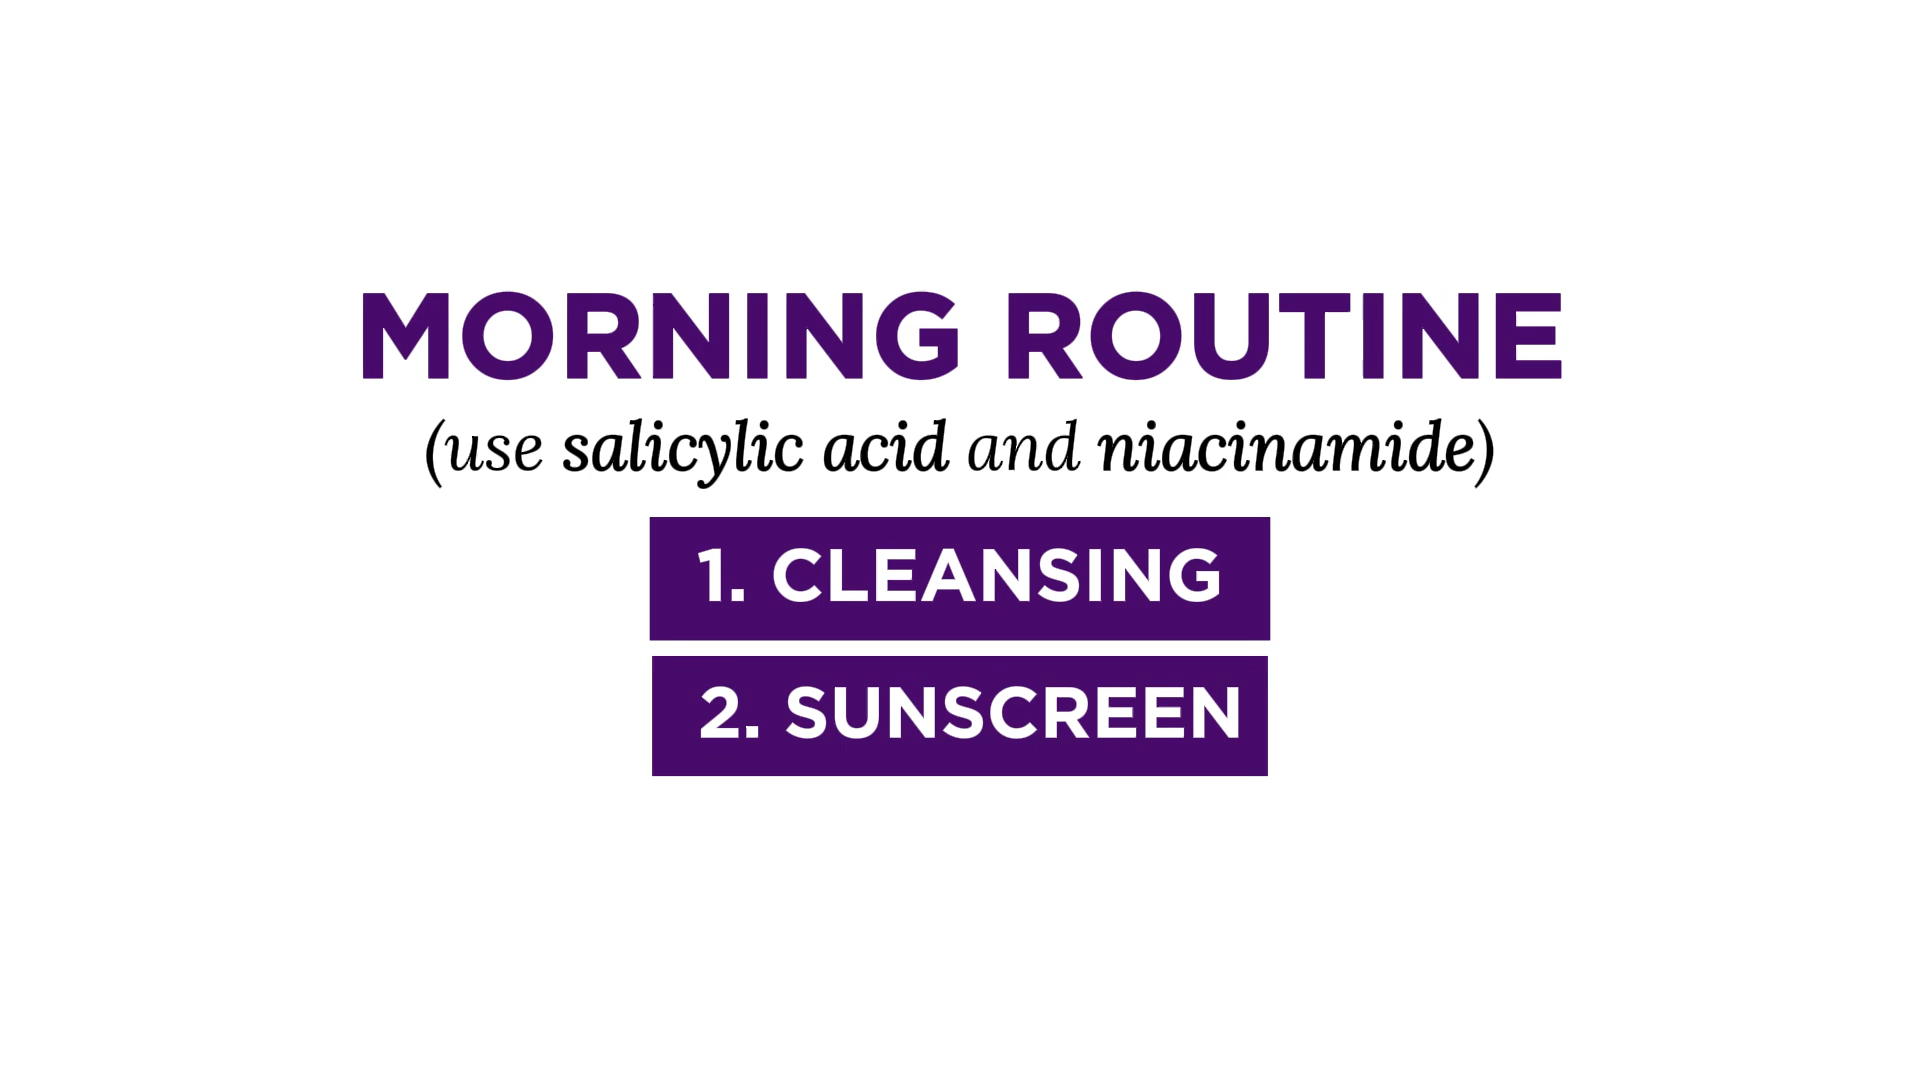 MORNING ROUTINE
(use salicylic acid and niacinamide)
1. CLEANSING
2. SUNSCREEN